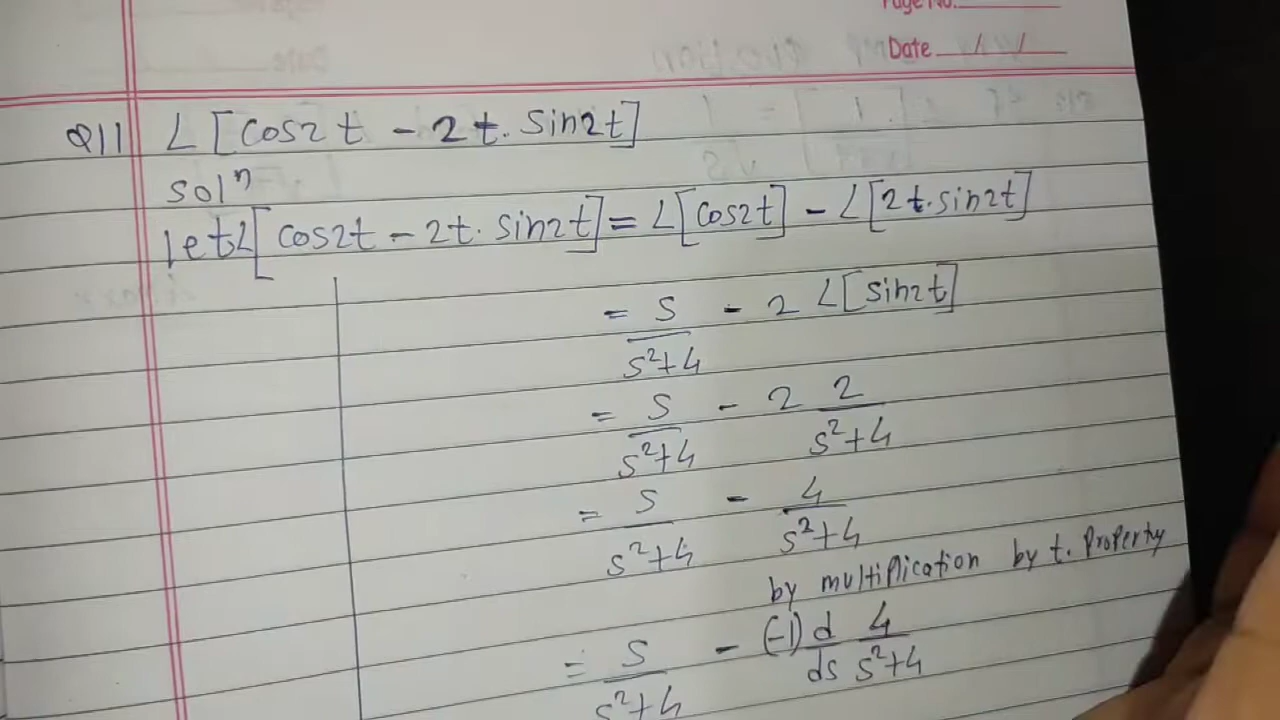 Page No.
Date / /
Q11 L[cos2t - 2t. sin2t]
solⁿ
let L[cos2t - 2t. sin2t] = L[cos2t] - L[2t.sin2t]
= s/s²+4 - 2 L[sin2t]
= s/s²+4 - 2 2/s²+4
= s/s²+4 - 4/s²+4
by multiplication by t. property
= s/s²+4 - (-1) d/ds 4/s²+4